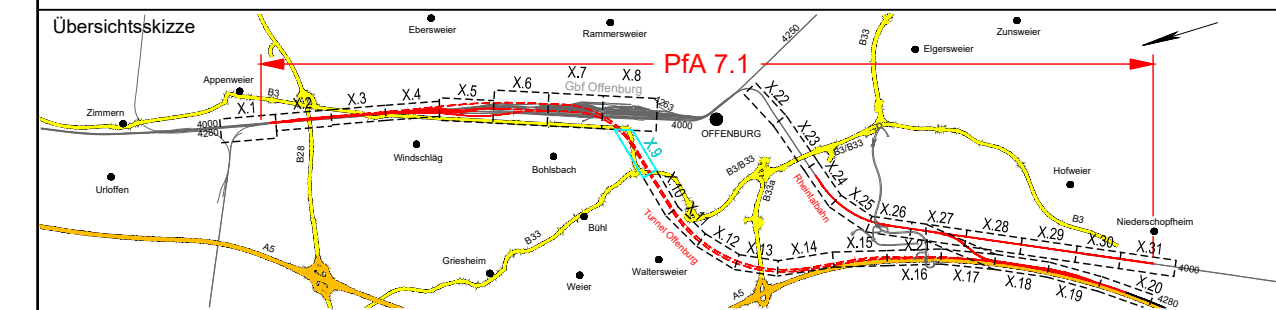 Übersichtsskizze
Ebersweier
Rammersweier
4250
B33
Zunsweier
Elgersweier
PfA 7.1
Appenweier
B3
Zimmern
X.1
X.2
X.3
X.4
X.5
X.6
X.7
X.8
Gbf Offenburg
4263
4000
4280
4000
OFFENBURG
X.22
X.23
B3/B33
B3/B33
X.24
X.25
Rheintalbahn
B28
Windschläg
Bohlsbach
X.9
Urloffen
Hofweier
B3
Niederschopfheim
X.10
X.11
X.12
X.13
X.14
X.15
X.21
X.26
X.27
X.28
X.29
X.30
X.31
4000
Tunnel Offenburg
B33a
A5
B33
Bühl
Griesheim
Weier
Waltersweier
A5
X.16
X.17
X.18
X.19
X.20
4280